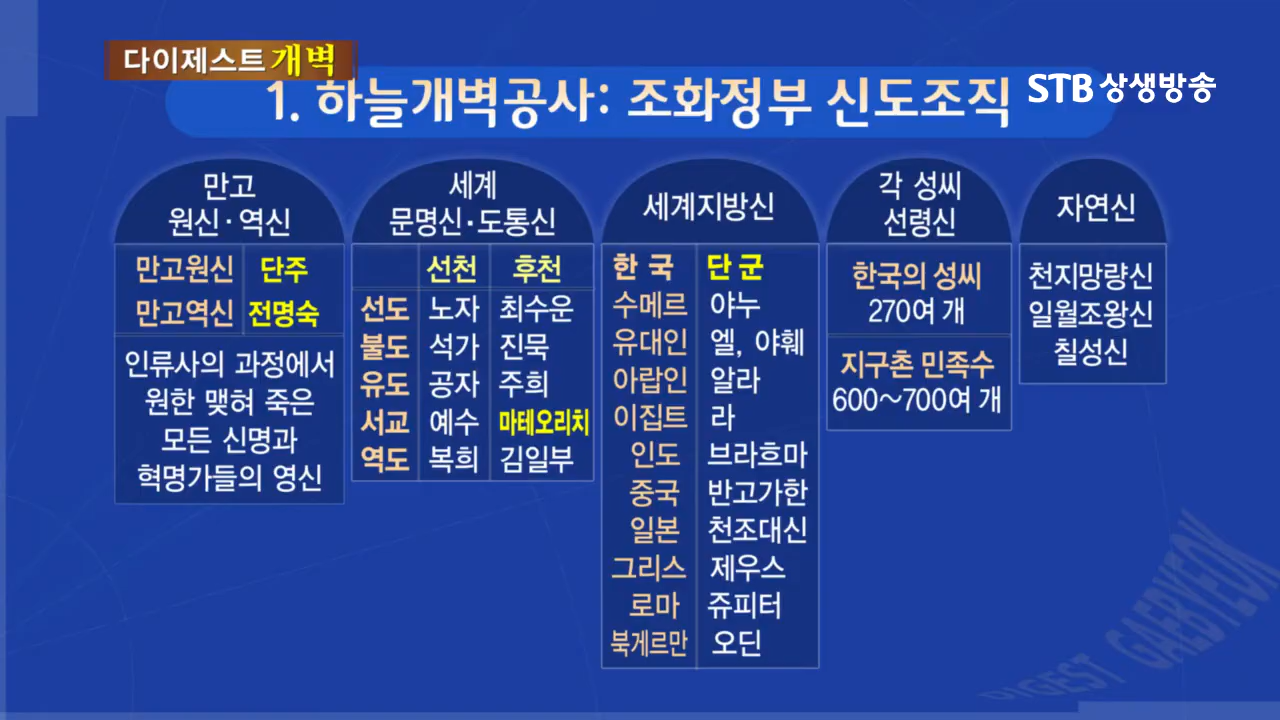 다이제스트개벽
1. 하늘개벽공사: 조화정부 신도조직
STB 상생방송
만고
원신·역신
만고원신 단주
만고역신 전명숙
인류사의 과정에서
원한 맺혀 죽은
모든 신명과
혁명가들의 영신
세계
문명신·도통신
선천 후천
선도 노자 최수운
불도 석가 진묵
유도 공자 주희
서교 예수 마테오리치
역도 복희 김일부
세계지방신
한국 단군
수메르 야누
유대인 엘, 야훼
아랍인 알라
이집트 라
인도 브라흐마
중국 반고가한
일본 천조대신
그리스 제우스
로마 쥬피터
북게르만 오딘
각 성씨
선령신
한국의 성씨
270여 개
지구촌 민족수
600~700여 개
자연신
천지망량신
일월조왕신
칠성신
DIGEST GAEBYEOK